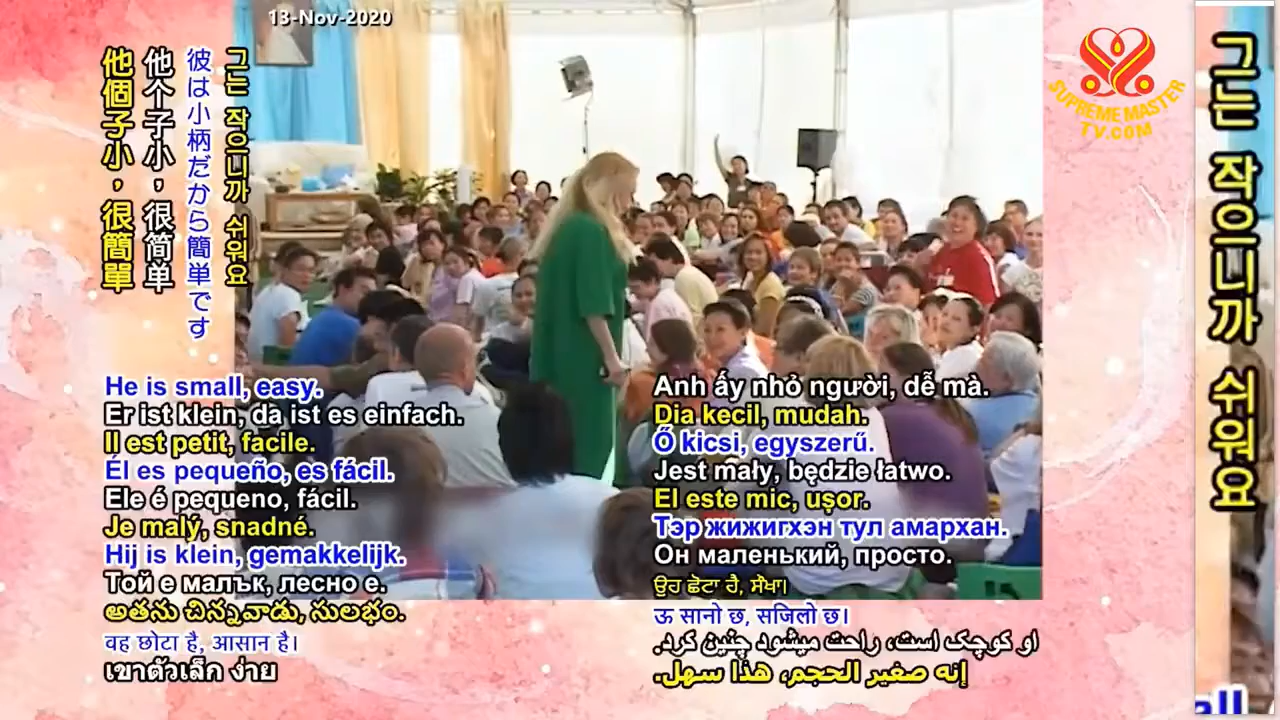 13-Nov-2020
SUPREME MASTER
TV.COM
그는 작으니까 쉬워요
彼は小柄だから簡単です
他个子小，很简单
他個子小，很簡單
He is small, easy.
Er ist klein, da ist es einfach.
Il est petit, facile.
Él es pequeño, es fácil.
Ele é pequeno, fácil.
Je malý, snadné.
Hij is klein, gemakkelijk.
Той е малък, лесно е.
అతను చిన్నవాడు, సులభం.
वह छोटा है, आसान है।
เขาตัวเล็ก ง่าย
Anh ấy nhỏ người, dễ mà.
Dia kecil, mudah.
Ő kicsi, egyszerű.
Jest mały, będzie łatwo.
El este mic, ușor.
Тэр жижигхэн тул амархан.
Он маленький, просто.
ਉਹ ਛੋਟਾ ਹੈ, ਸੌਖਾ।
ऊ सानो छ, सजिलो छ।
او کوچک است، راحت میشود چنین کرد.
إنه صغير الحجم، هذا سهل.
그는 작으니까 쉬워요
all